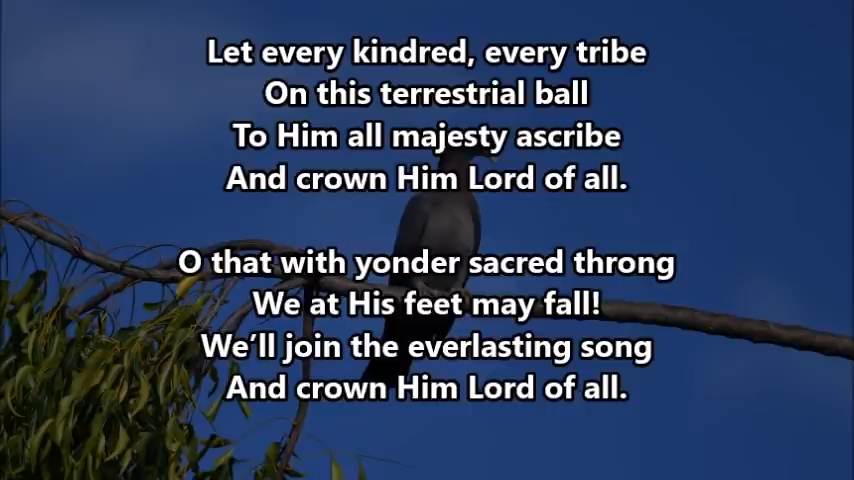 Let every kindred, every tribe
On this terrestrial ball
To Him all majesty ascribe
And crown Him Lord of all.
O that with yonder sacred throng
We at His feet may fall!
We’ll join the everlasting song
And crown Him Lord of all.